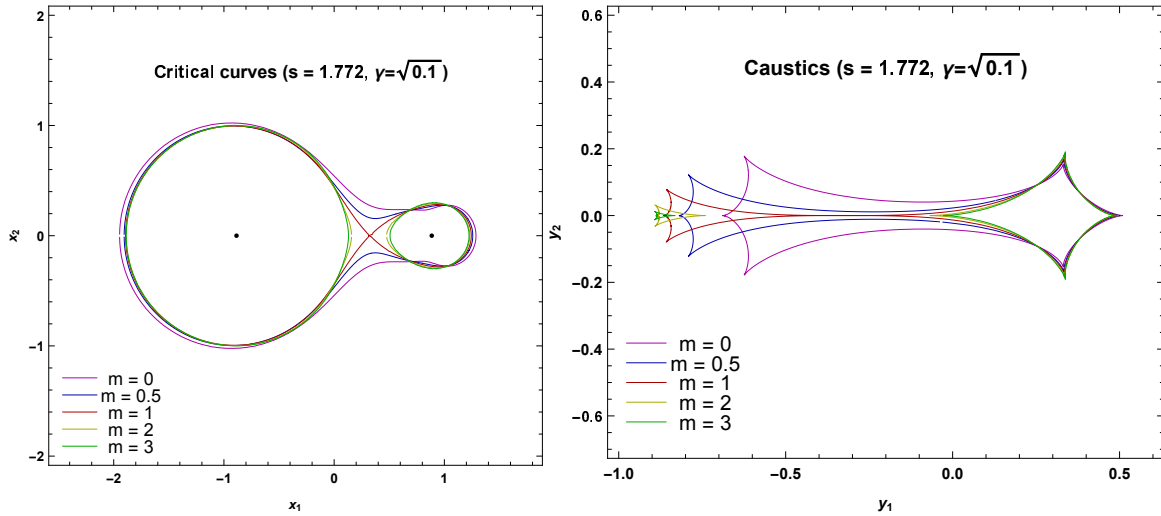 Critical curves (s = 1.772, γ=√0.1)
2
1
0
−1
−2
x₂
−2
−1
0
1
x₁
m = 0
m = 0.5
m = 1
m = 2
m = 3
Caustics (s = 1.772, γ=√0.1)
0.6
0.4
0.2
0.0
−0.2
−0.4
−0.6
y₂
−1.0
−0.5
0.0
0.5
y₁
m = 0
m = 0.5
m = 1
m = 2
m = 3